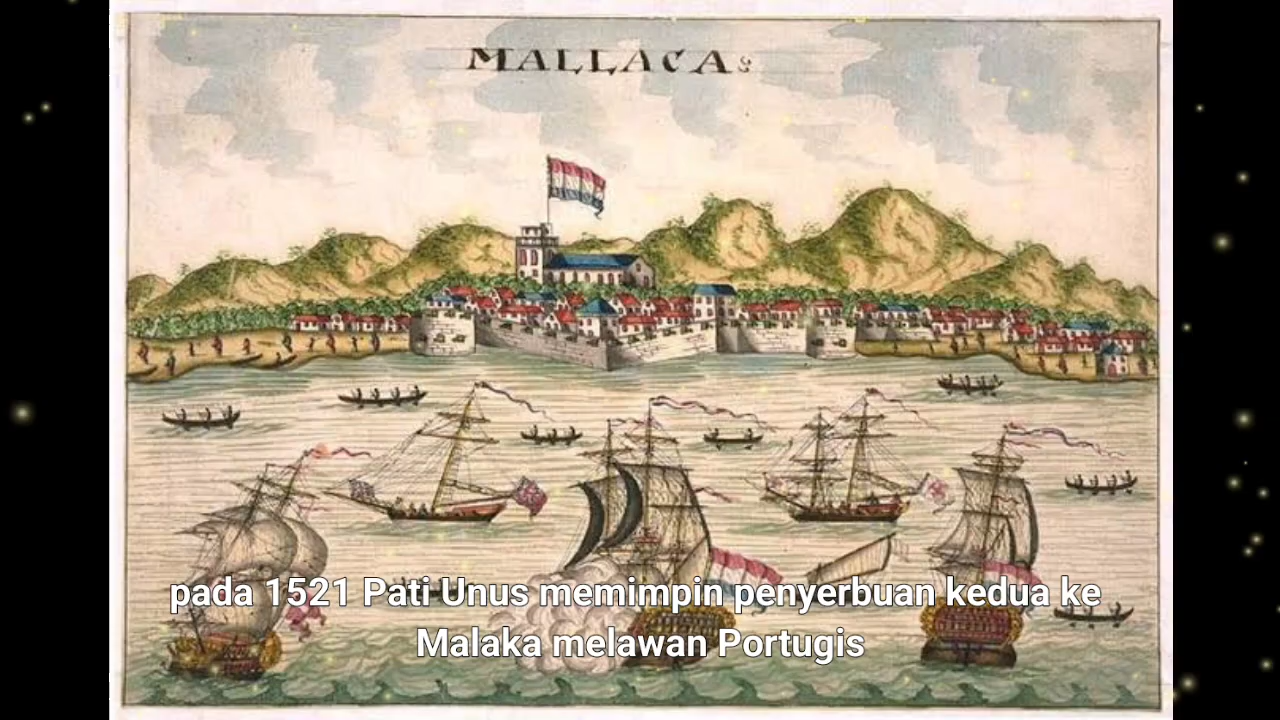 MALLACA
pada 1521 Pati Unus memimpin penyerbuan kedua ke
Malaka melawan Portugis